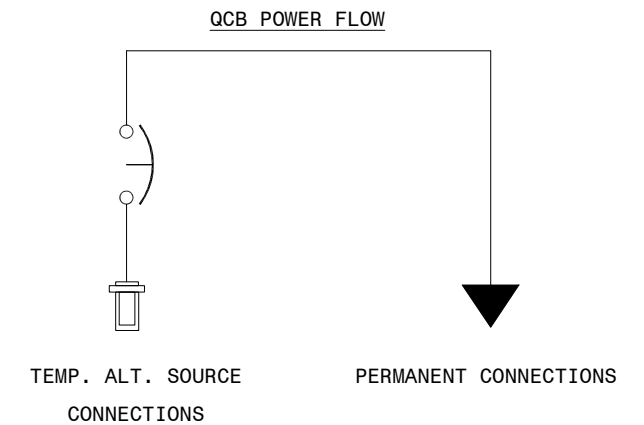 QCB POWER FLOW
TEMP. ALT. SOURCE
CONNECTIONS
PERMANENT CONNECTIONS